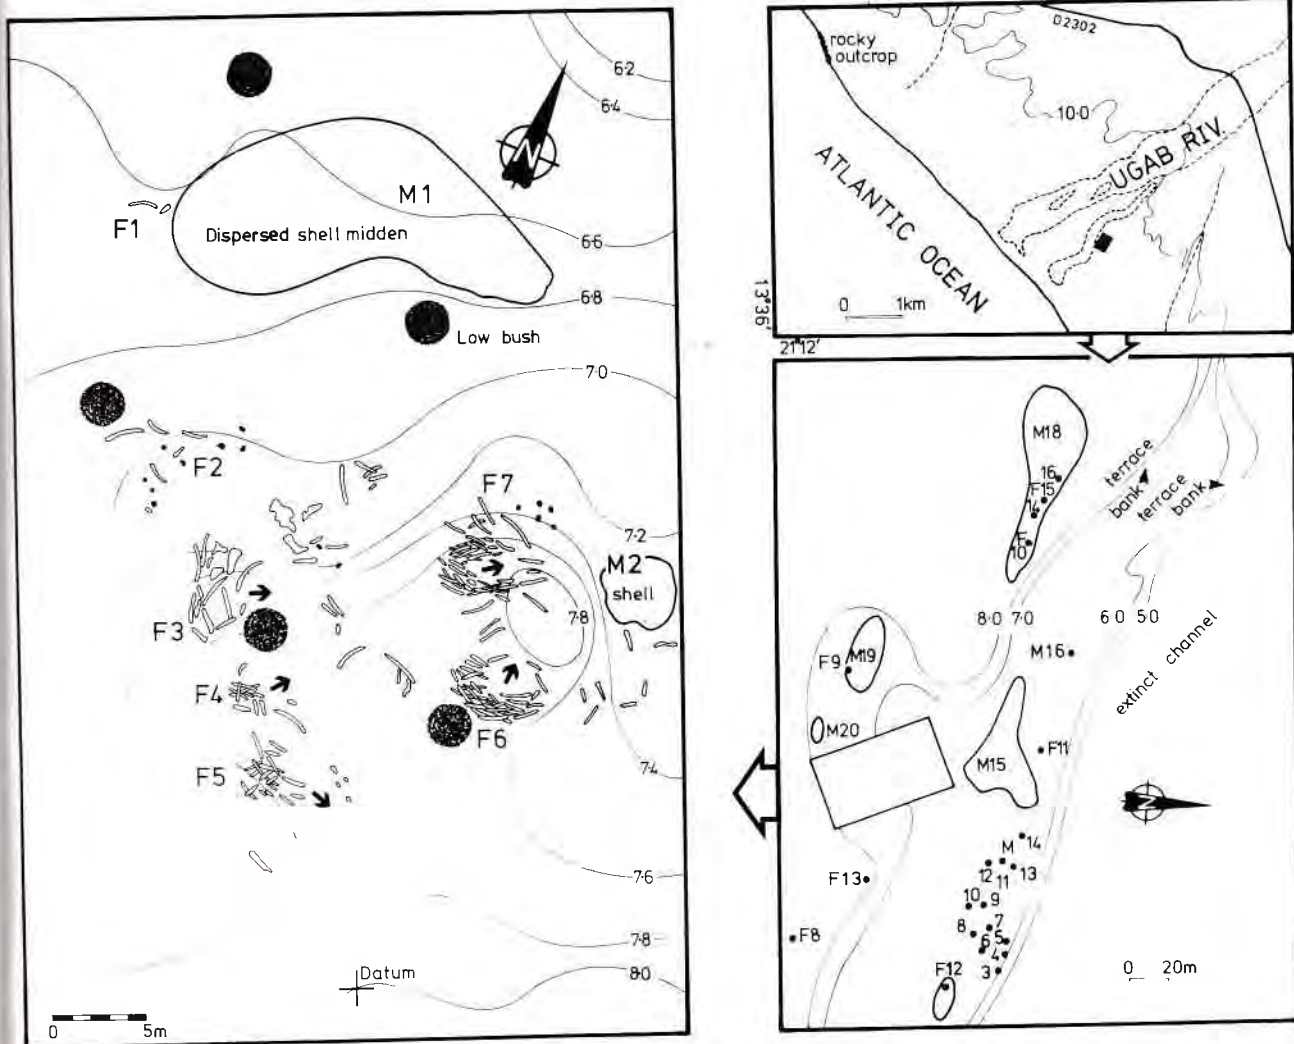 6·2
6·4
N
M1
F1
Dispersed shell midden
6·6
6·8
Low bush
7·0
F2
F7
7·2
M2
shell
7·8
F3
F4
F6
F5
7·4
7·6
7·8
8·0
Datum
0 5m
D2302
rocky
outcrop
10·0
UGAB RIV.
ATLANTIC OCEAN
0 1km
13°36'
21°12'
M18
16
F15
14
F
10
terrace
bank
terrace
bank
8·0 7·0 6·0 5·0
F9 M19
M16
extinct channel
M20
M15
F11
N
14
M
12 11 13
F13
10 9
8 7
6 5
4
F8
F12 3
0 20m